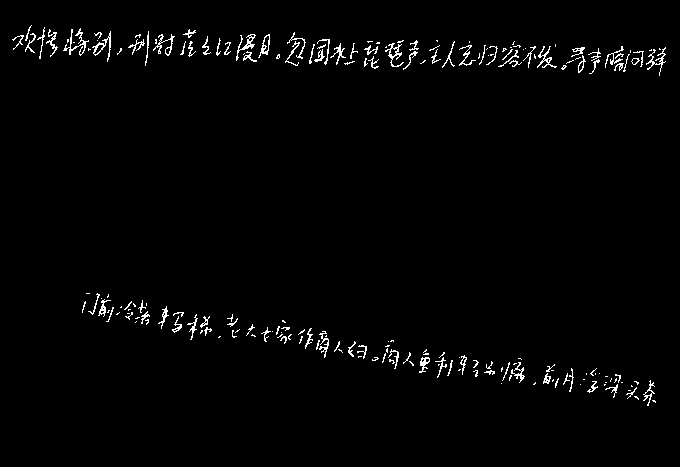 欢惨将别，别时茫茫江浸月。忽闻水上琵琶声，主人忘归客不发。寻声暗问弹
门前冷落车马稀，老大嫁作商人妇。商人重利轻别离，前月浮梁买茶